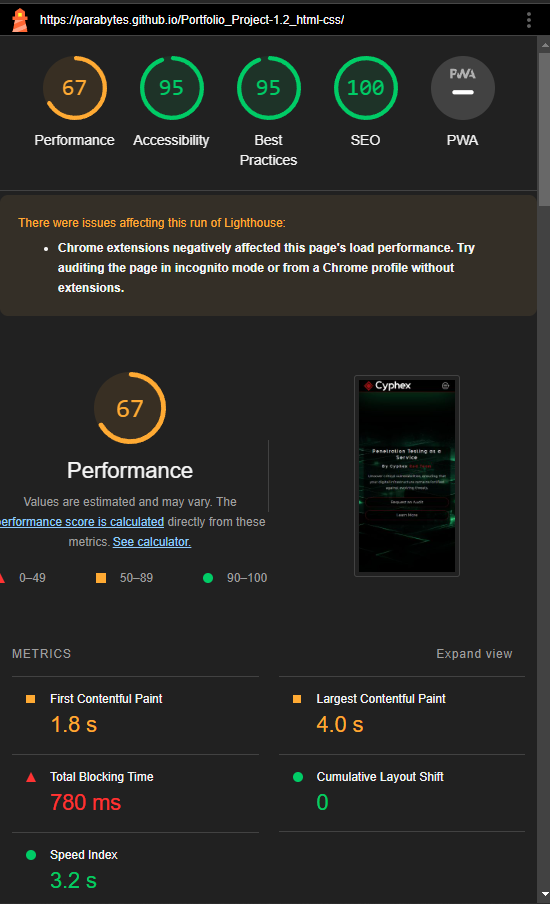 https://parabytes.github.io/Portfolio_Project-1.2_html-css/
67
95
95
100
PWA
Performance
Accessibility
Best
Practices
SEO
PWA
There were issues affecting this run of Lighthouse:
• Chrome extensions negatively affected this page's load performance. Try
auditing the page in incognito mode or from a Chrome profile without
extensions.
67
Performance
Values are estimated and may vary. The
performance score is calculated directly from these
metrics. See calculator.
0–49
50–89
90–100
Cyphex
Penetration Testing as a
Service
By Cyphex
Request an Audit
Learn More
METRICS
Expand view
First Contentful Paint
1.8 s
Largest Contentful Paint
4.0 s
Total Blocking Time
780 ms
Cumulative Layout Shift
0
Speed Index
3.2 s